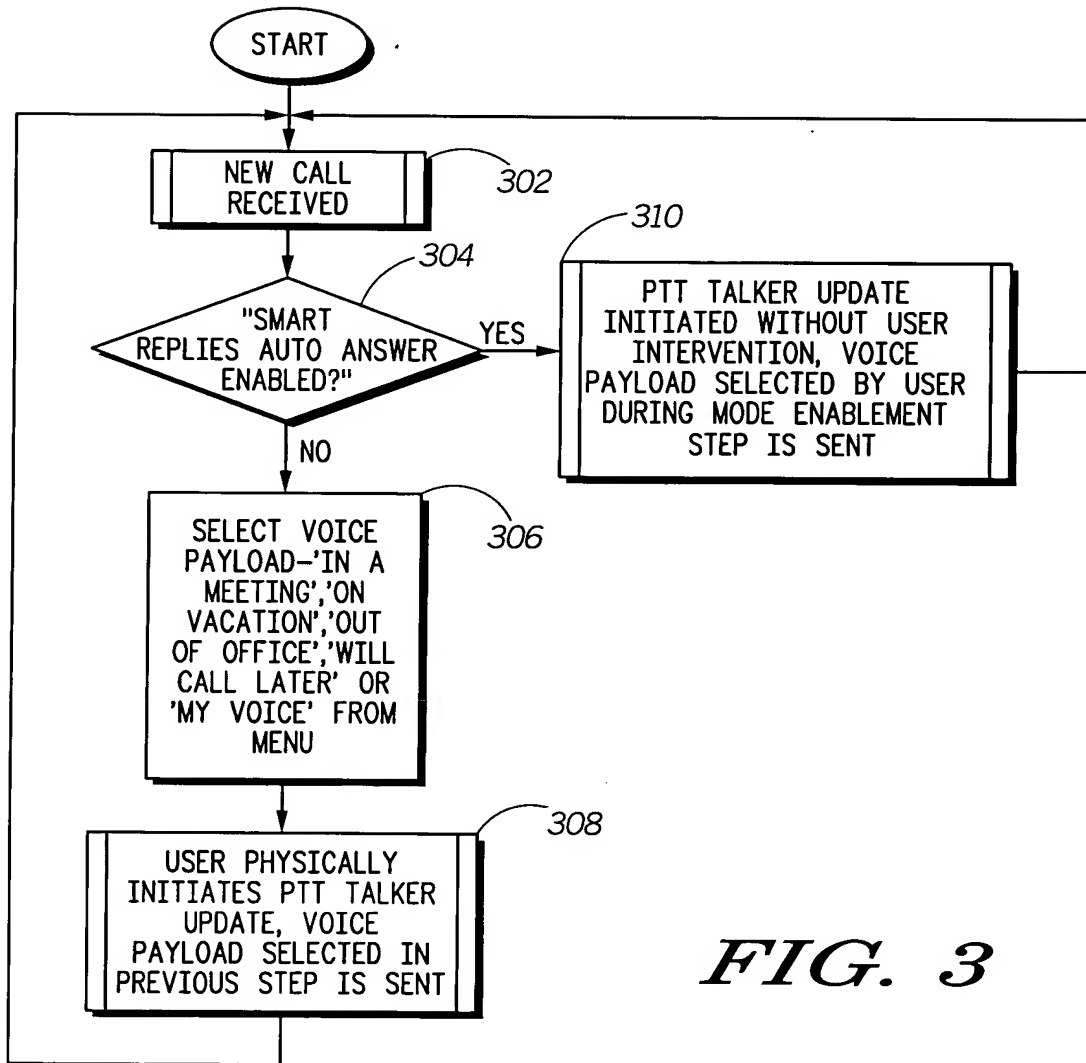 START
NEW CALL
RECEIVED
302
304
"SMART
REPLIES AUTO ANSWER
ENABLED?"
YES
310
PTT TALKER UPDATE
INITIATED WITHOUT USER
INTERVENTION, VOICE
PAYLOAD SELECTED BY USER
DURING MODE ENABLEMENT
STEP IS SENT
NO
306
SELECT VOICE
PAYLOAD-'IN A
MEETING','ON
VACATION','OUT
OF OFFICE','WILL
CALL LATER' OR
'MY VOICE' FROM
MENU
308
USER PHYSICALLY
INITIATES PTT TALKER
UPDATE, VOICE
PAYLOAD SELECTED IN
PREVIOUS STEP IS SENT
FIG. 3